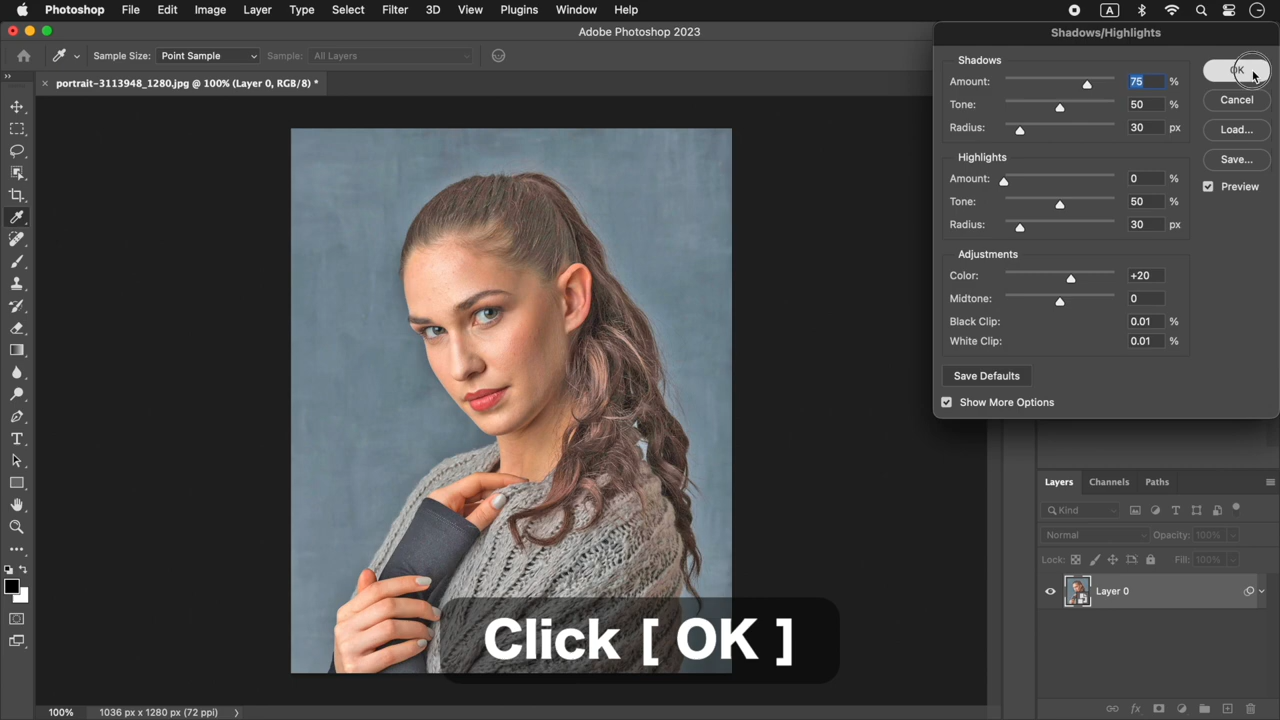 Photoshop File Edit Image Layer Type Select Filter 3D View Plugins Window Help A
Adobe Photoshop 2023
Sample Size: Point Sample Sample: All Layers
portrait-3113948_1280.jpg @ 100% (Layer 0, RGB/8) *
Shadows/Highlights
Shadows
Amount: 75 %
Tone: 50 %
Radius: 30 px
Highlights
Amount: 0 %
Tone: 50 %
Radius: 30 px
Adjustments
Color: +20
Midtone: 0
Black Clip: 0.01 %
White Clip: 0.01 %
Save Defaults
Show More Options
OK
Cancel
Load...
Save...
Preview
Layers Channels Paths
Kind
Normal Opacity: 100%
Lock: Fill: 100%
Layer 0
fx
Click [ OK ]
100% 1036 px x 1280 px (72 ppi)